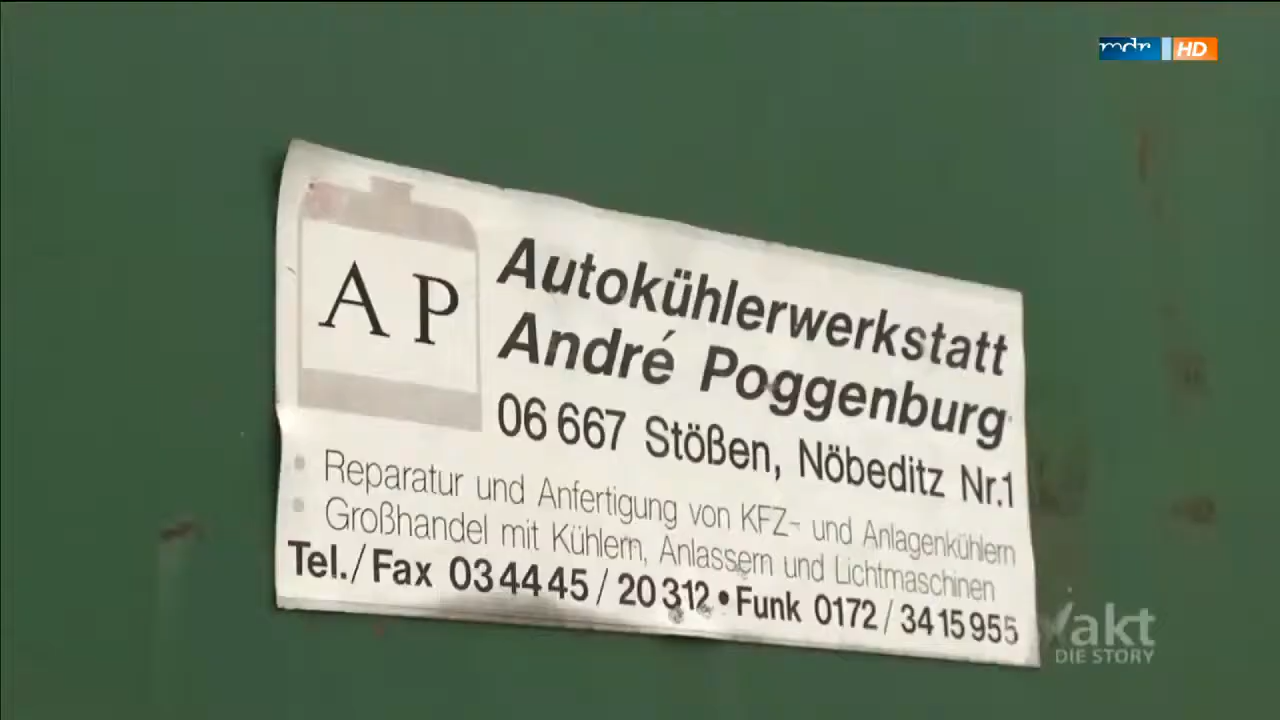 mdr HD
A P
Autokühlerwerkstatt
André Poggenburg
06 667 Stößen, Nöbeditz Nr.1
Reparatur und Anfertigung von KFZ- und Anlagenkühlern
Großhandel mit Kühlern, Anlassern und Lichtmaschinen
Tel./Fax 03 44 45 / 20 312 • Funk 0172 / 34 15 955
exakt
DIE STORY